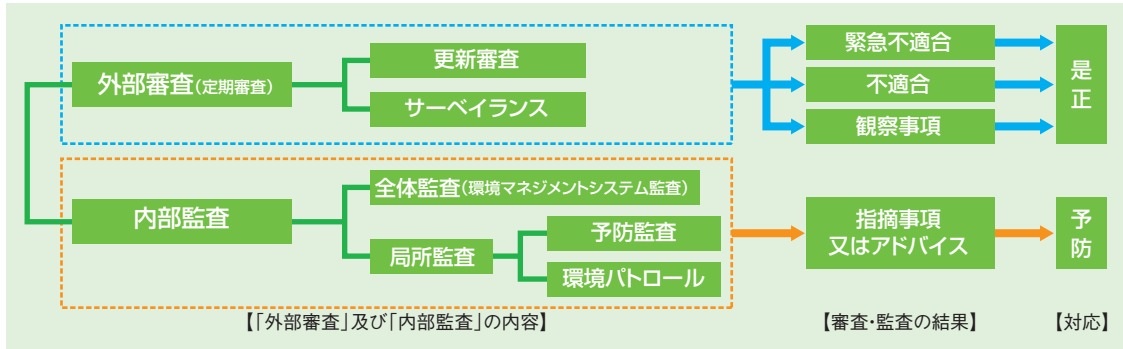 外部審査(定期審査)
更新審査
サーベイランス
緊急不適合
不適合
観察事項
是正
内部監査
全体監査(環境マネジメントシステム監査)
局所監査
予防監査
環境パトロール
指摘事項
又はアドバイス
予防
【「外部審査」及び「内部監査」の内容】
【審査・監査の結果】
【対応】